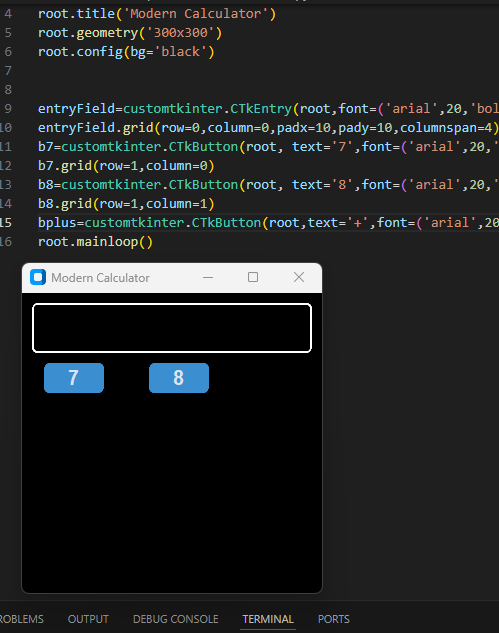 4 root.title('Modern Calculator')
5 root.geometry('300x300')
6 root.config(bg='black')
7
8
9 entryField=customtkinter.CTkEntry(root,font=('arial',20,'bol
10 entryField.grid(row=0,column=0,padx=10,pady=10,columnspan=4)
11 b7=customtkinter.CTkButton(root, text='7',font=('arial',20,'
12 b7.grid(row=1,column=0)
13 b8=customtkinter.CTkButton(root, text='8',font=('arial',20,'
14 b8.grid(row=1,column=1)
15 bplus=customtkinter.CTkButton(root,text='+',font=('arial',20
16 root.mainloop()
Modern Calculator
7 8
ROBLEMS OUTPUT DEBUG CONSOLE TERMINAL PORTS